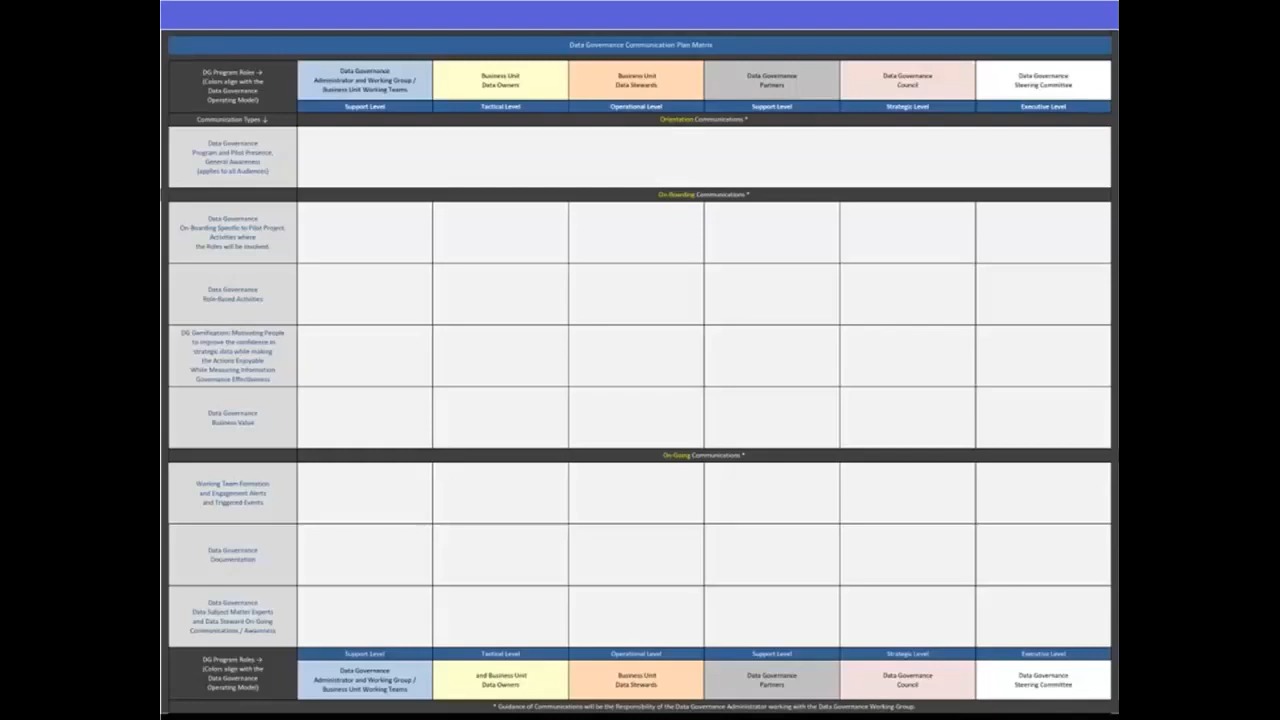 Data Governance Communication Plan Matrix
DG Program Roles →
(Colors align with the
Data Governance
Operating Model)
Data Governance
Administrator and Working Group /
Business Unit Working Teams
Business Unit
Data Owners
Business Unit
Data Stewards
Data Governance
Partners
Data Governance
Council
Data Governance
Steering Committee
Support Level
Tactical Level
Operational Level
Support Level
Strategic Level
Executive Level
Communication Types ↓
Orientation Communications *
Data Governance
Program and Pilot Presence,
General Awareness
(applies to all Audiences)
On-Boarding Communications *
Data Governance
On-Boarding Specific to Pilot Project
Activities where
the Roles will be involved.
Data Governance
Role-Based Activities
DG Gamification: Motivating People
to improve the confidence in
strategic data while making
the Actions Enjoyable
While Measuring Information
Governance Effectiveness
Data Governance
Business Value
On-Going Communications *
Working Team Formation
and Engagement Alerts
and Triggered Events
Data Governance
Documentation
Data Governance
Data Subject Matter Experts
and Data Steward On-Going
Communications / Awareness
DG Program Roles →
(Colors align with the
Data Governance
Operating Model)
Support Level
Tactical Level
Operational Level
Support Level
Strategic Level
Executive Level
Data Governance
Administrator and Working Group /
Business Unit Working Teams
and Business Unit
Data Owners
Business Unit
Data Stewards
Data Governance
Partners
Data Governance
Council
Data Governance
Steering Committee
* Guidance of Communications will be the Responsibility of the Data Governance Administrator working with the Data Governance Working Group.